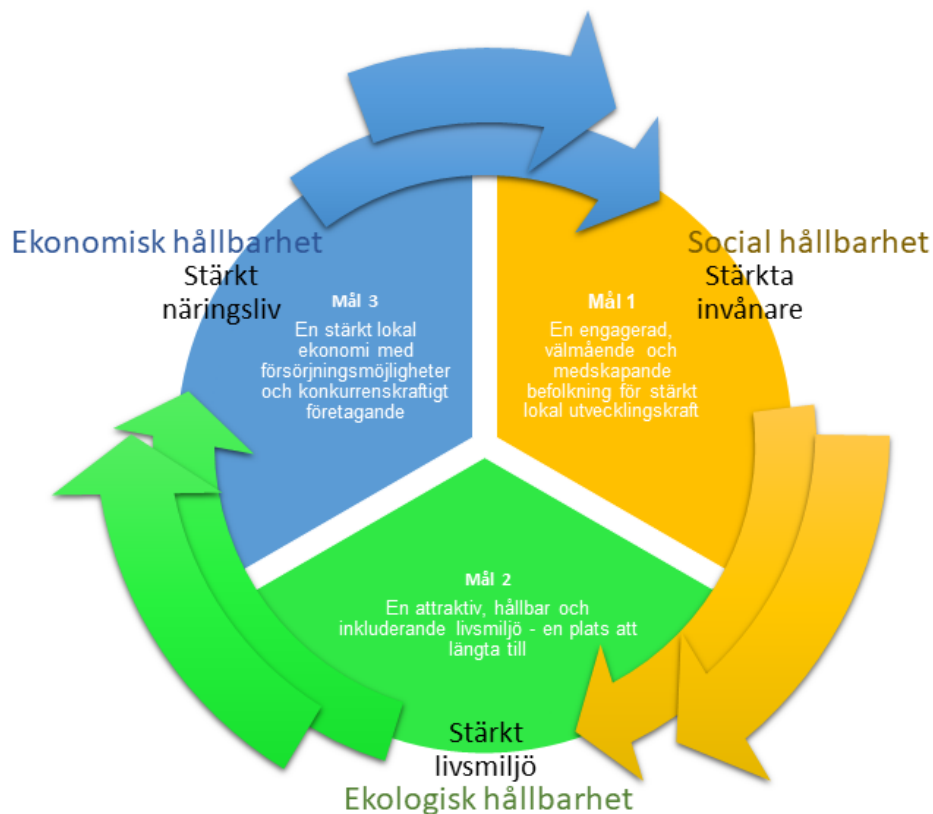 Ekonomisk hållbarhet
Stärkt
näringsliv
Mål 3
En stärkt lokal
ekonomi med
försörjningsmöjligheter
och konkurrenskraftigt
företagande
Social hållbarhet
Stärkta
invånare
Mål 1
En engagerad,
välmående och
medskapande
befolkning för stärkt
lokal utvecklingskraft
Mål 2
En attraktiv, hållbar och
inkluderande livsmiljö - en plats att
längta till
Stärkt
livsmiljö
Ekologisk hållbarhet